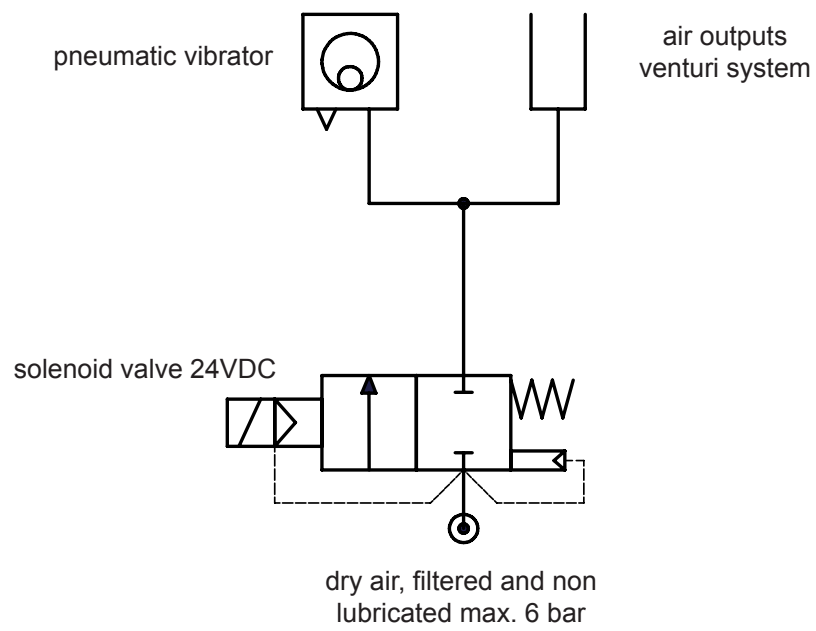 pneumatic vibrator
air outputs
venturi system
solenoid valve 24VDC
dry air, filtered and non
lubricated max. 6 bar